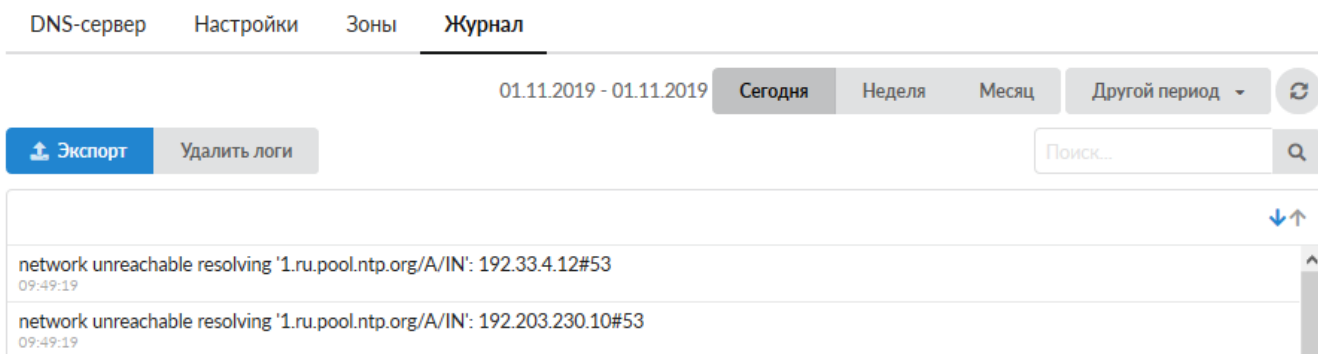 DNS-сервер Настройки Зоны Журнал
01.11.2019 - 01.11.2019 Сегодня Неделя Месяц Другой период
Экспорт Удалить логи Поиск...
network unreachable resolving '1.ru.pool.ntp.org/A/IN': 192.33.4.12#53
09:49:19
network unreachable resolving '1.ru.pool.ntp.org/A/IN': 192.203.230.10#53
09:49:19